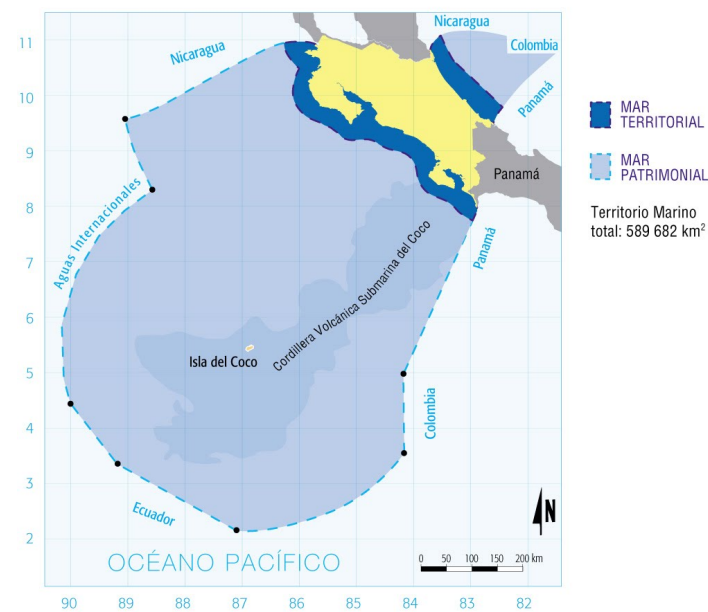 Nicaragua
Nicaragua
Colombia
Panamá
Panamá
Aguas Internacionales
Panamá
Cordillera Volcánica Submarina del Coco
Isla del Coco
Colombia
Ecuador
OCÉANO PACÍFICO
N
0 50 100 150 200 km
11
10
9
8
7
6
5
4
3
2
90 89 88 87 86 85 84 83 82
MAR
TERRITORIAL
MAR
PATRIMONIAL
Territorio Marino
total: 589 682 km²